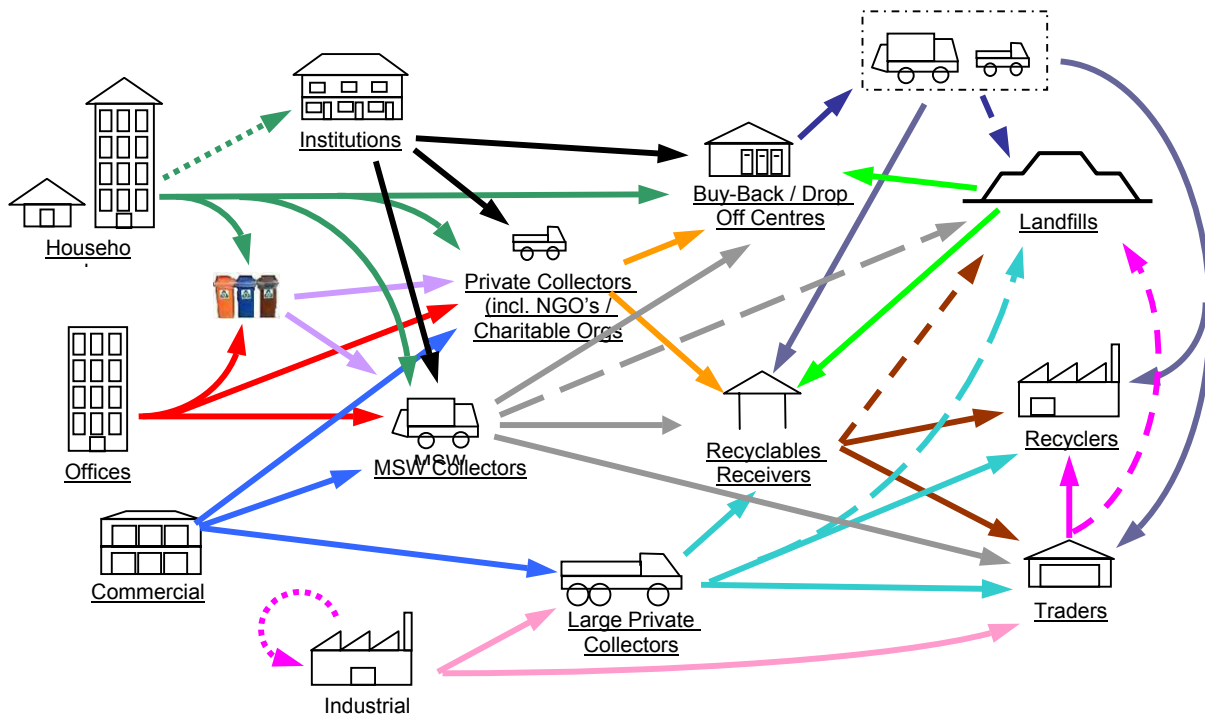 Institutions
Househo
Buy-Back / Drop
Off Centres
Landfills
Private Collectors
(incl. NGO's /
Charitable Orgs
Offices
MSW
MSW Collectors
Recyclables
Receivers
Recyclers
Commercial
Large Private
Collectors
Traders
Industrial